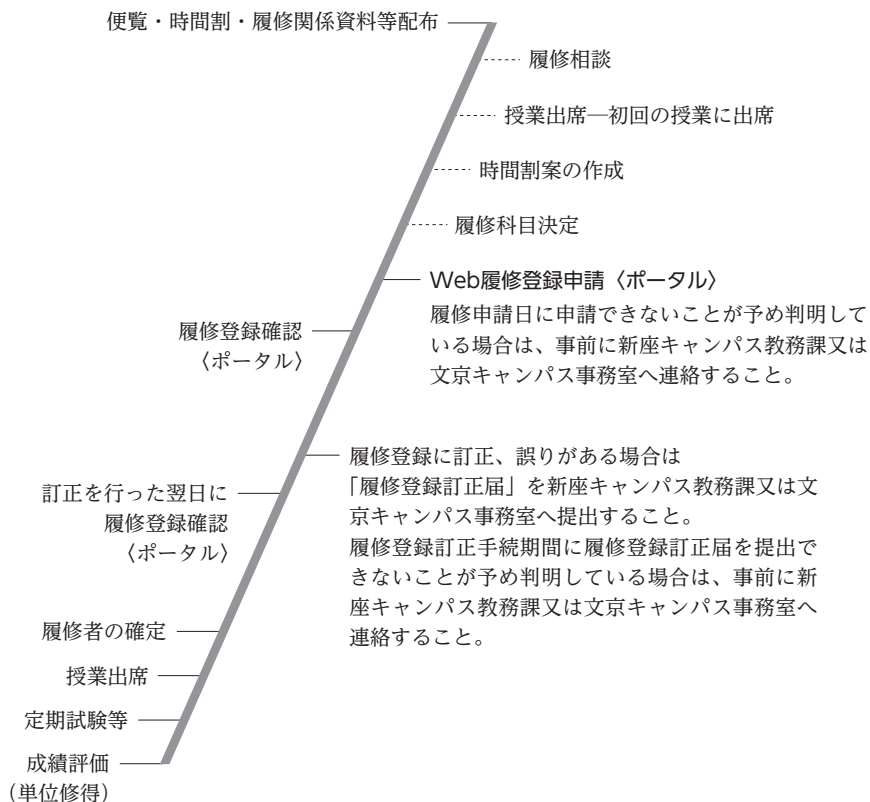 便覧・時間割・履修関係資料等配布
履修相談
授業出席―初回の授業に出席
時間割案の作成
履修科目決定
Web履修登録申請〈ポータル〉
履修申請日に申請できないことが予め判明して
いる場合は、事前に新座キャンパス教務課又は
文京キャンパス事務室へ連絡すること。
履修登録確認
〈ポータル〉
履修登録に訂正、誤りがある場合は
「履修登録訂正届」を新座キャンパス教務課又は文
京キャンパス事務室へ提出すること。
履修登録訂正手続期間に履修登録訂正届を提出で
きないことが予め判明している場合は、事前に新
座キャンパス教務課又は文京キャンパス事務室へ
連絡すること。
訂正を行った翌日に
履修登録確認
〈ポータル〉
履修者の確定
授業出席
定期試験等
成績評価
（単位修得）